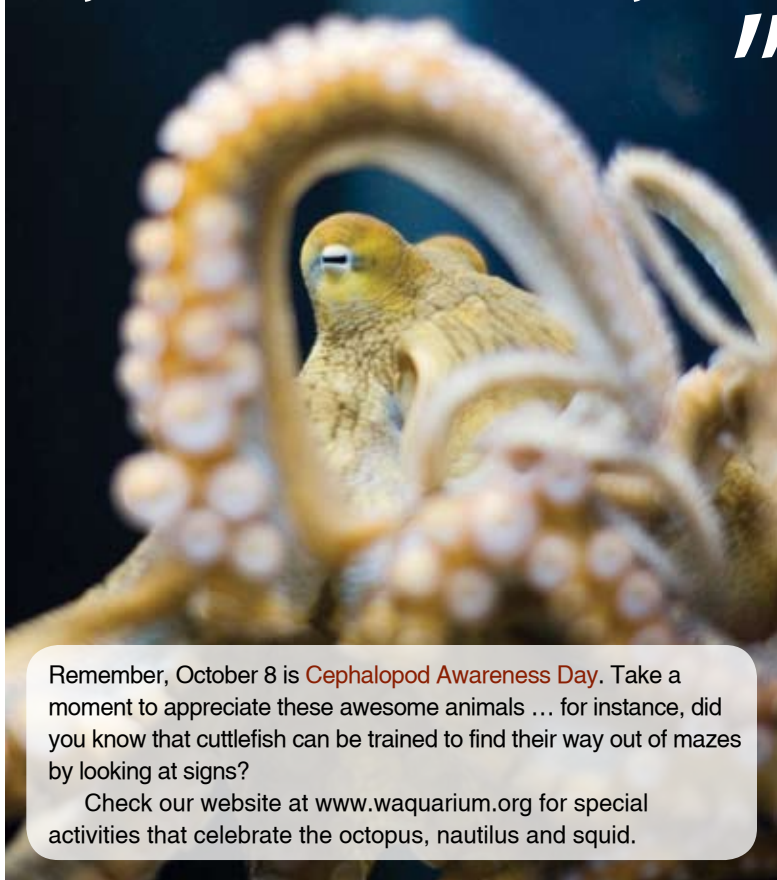 Remember, October 8 is Cephalopod Awareness Day. Take a
moment to appreciate these awesome animals … for instance, did
you know that cuttlefish can be trained to find their way out of mazes
by looking at signs?
Check our website at www.waquarium.org for special
activities that celebrate the octopus, nautilus and squid.